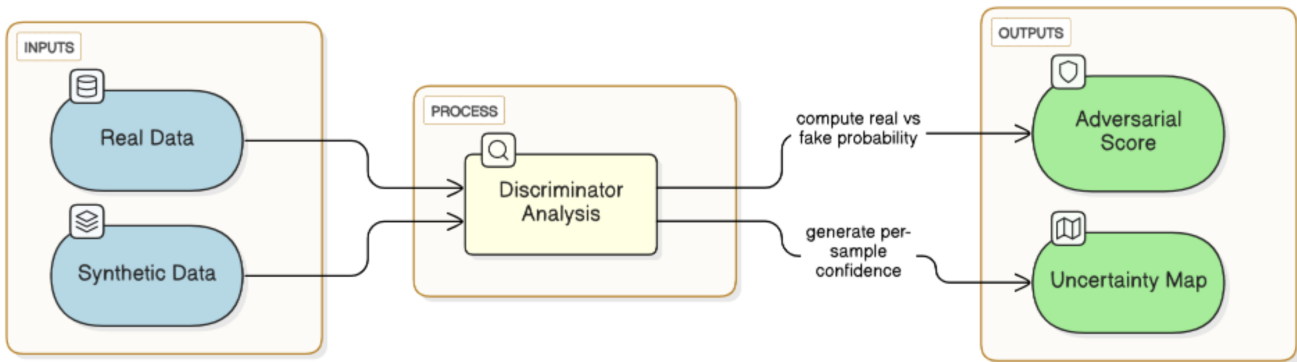 INPUTS
Real Data
Synthetic Data
PROCESS
Discriminator
Analysis
compute real vs
fake probability
generate per-
sample
confidence
OUTPUTS
Adversarial
Score
Uncertainty Map